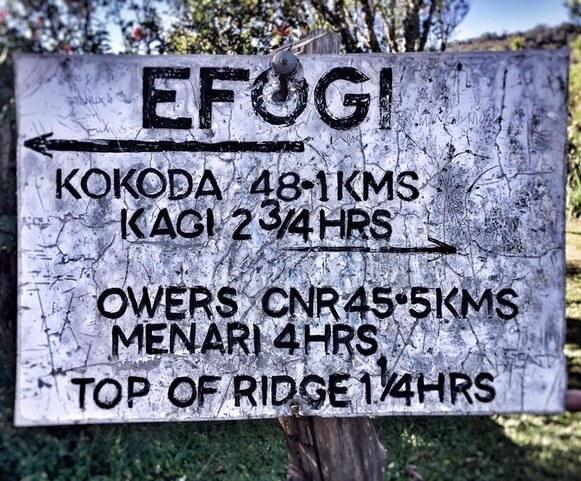 EFOGI
KOKODA 48·1KMS
KAGI 2 3/4 HRS
OWERS CNR 45·5KMS
MENARI 4HRS
TOP OF RIDGE 1 1/4 HRS